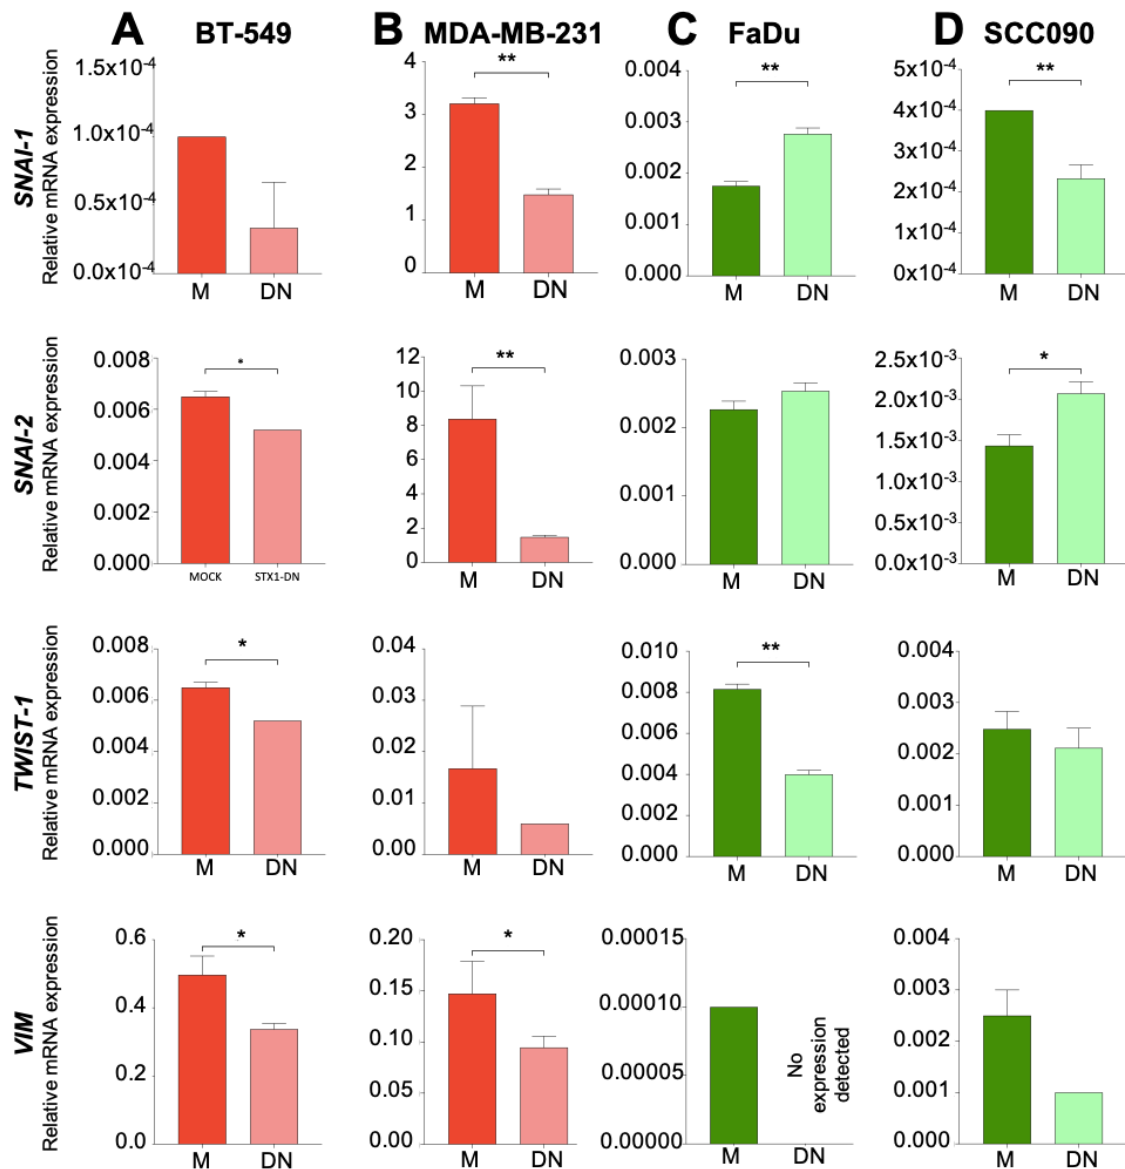 A BT-549
B MDA-MB-231
C FaDu
D SCC090
SNAI-1
Relative mRNA expression
1.5x10-4
1.0x10-4
0.5x10-4
0.0x10-4
M DN
4
3
2
1
0
**
M DN
0.004
0.003
0.002
0.001
0.000
**
M DN
5x10-4
4x10-4
3x10-4
2x10-4
1x10-4
0x10-4
**
M DN
SNAI-2
Relative mRNA expression
0.008
0.006
0.004
0.002
0.000
*
MOCK STX1-DN
12
10
8
6
4
2
0
**
M DN
0.003
0.002
0.001
0.000
M DN
2.5x10-3
2.0x10-3
1.5x10-3
1.0x10-3
0.5x10-3
0.0x10-3
*
M DN
TWIST-1
Relative mRNA expression
0.008
0.006
0.004
0.002
0.000
*
M DN
0.04
0.03
0.02
0.01
0.00
M DN
0.010
0.008
0.006
0.004
0.002
0.000
**
M DN
0.004
0.003
0.002
0.001
0.000
M DN
VIM
Relative mRNA expression
0.6
0.4
0.2
0.0
*
M DN
0.20
0.15
0.10
0.05
0.00
*
M DN
0.00015
0.00010
0.00005
0.00000
No
expression
detected
M DN
0.004
0.003
0.002
0.001
0.000
M DN